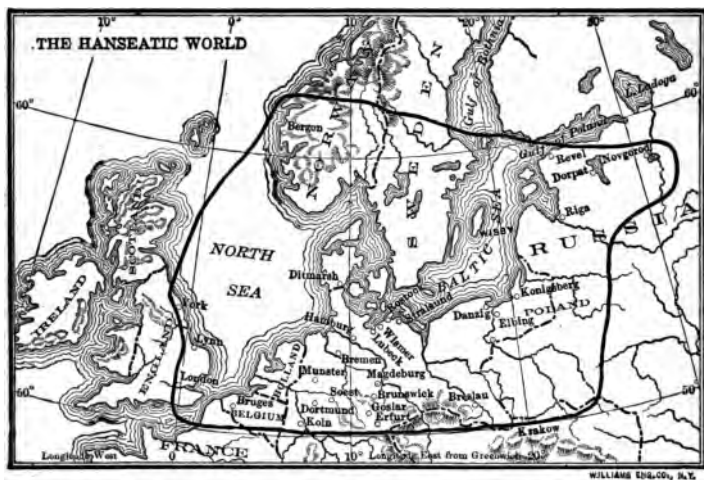 10° 0° 10° 20° 30°
THE HANSEATIC WORLD
60° 60°
NORWAY
SWEDEN
Gulf of Bothnia
L. Ladoga
Bergen
Gulf Finland
Revel
Novgorod
Dorpat
Riga
RUSSIA
WISBY
BALTIC SEA
NORTH
SEA
Ditmarsh
IRELAND
York
Lynn
ENGLAND
London
Rostock
Stralsund
Konigsberg
Danzig
POLAND
Elbing
Hamburg
Wismar
Lubeck
Bremen
HOLLAND
Munster
Magdeburg
50° 50°
Soest
Brunswick
Breslau
Bruges
BELGIUM
Dortmund
Goslar
Koln
Erfurt
Krakow
FRANCE
Longitude West 0° 10° Longitude East from Greenwich 20°
WILLIAMS ENG. CO., N.Y.